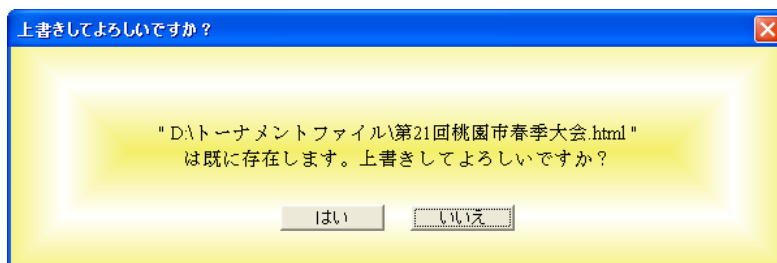 上書きしてよろしいですか？
" D:\トーナメントファイル\第21回桃園市春季大会.html "
は既に存在します。上書きしてよろしいですか？
はい
いいえ